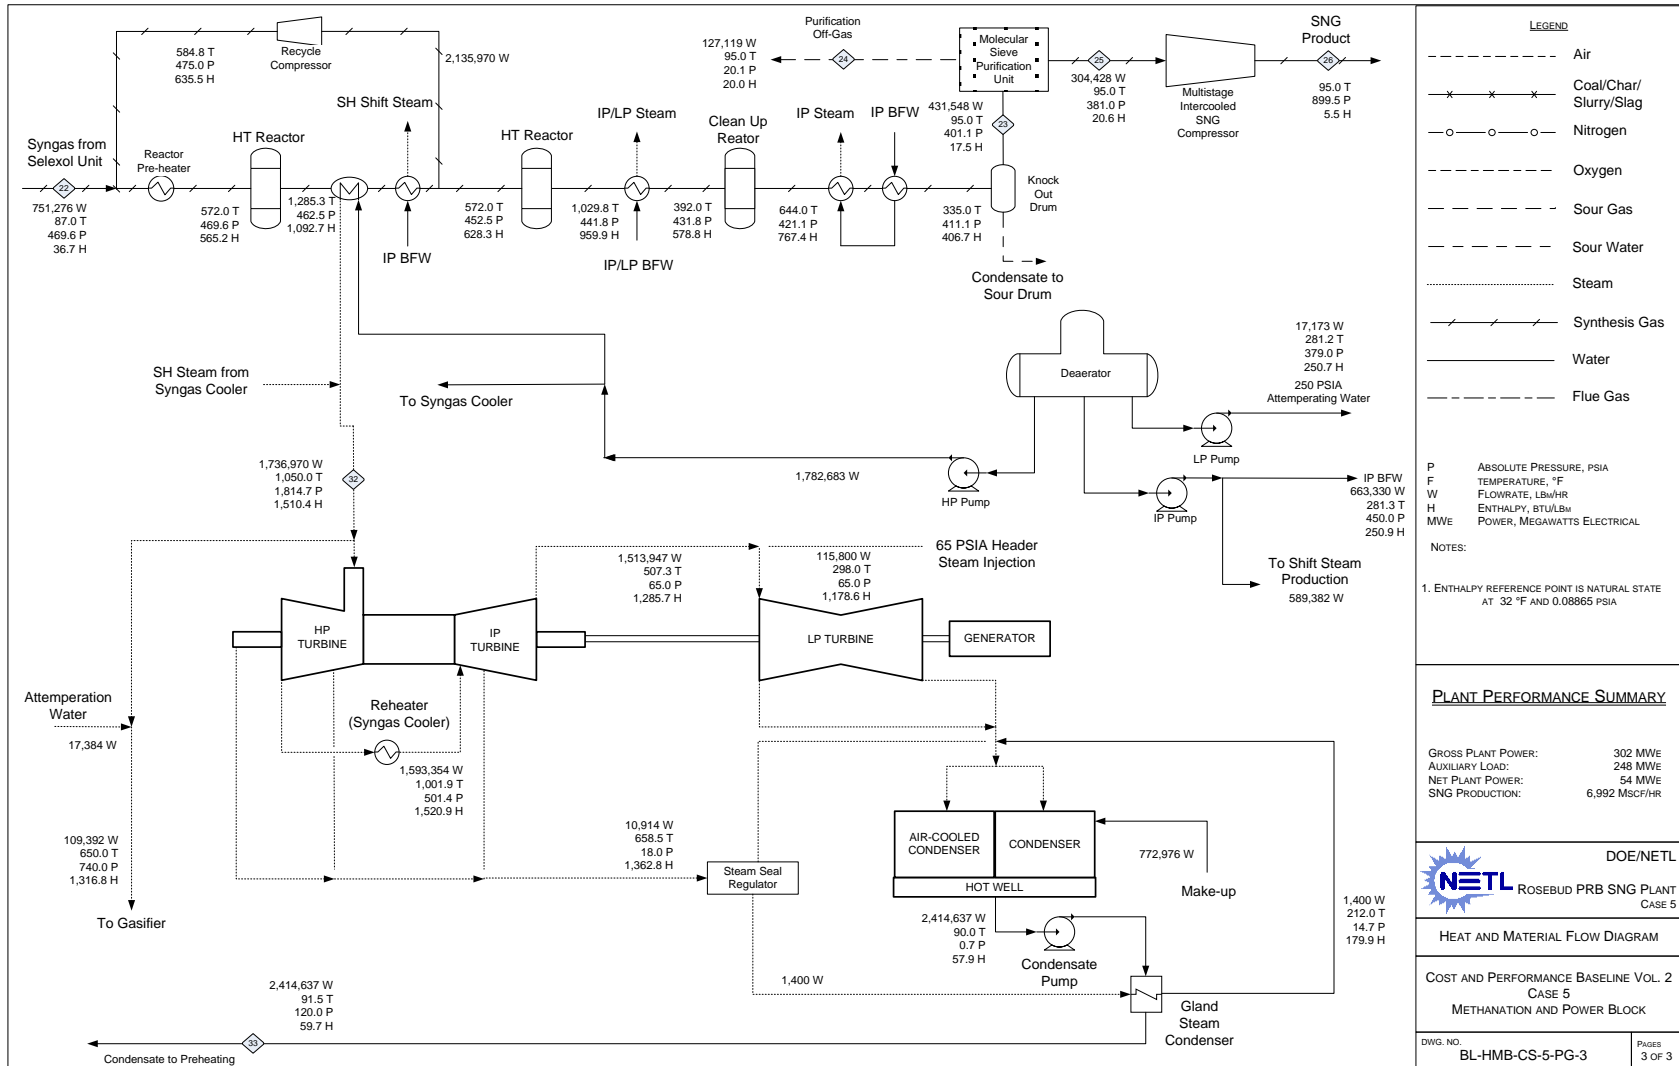 584.8 T
475.0 P
635.5 H
Recycle
Compressor
2,135,970 W
SH Shift Steam
Syngas from
Selexol Unit
22
751,276 W
87.0 T
469.6 P
36.7 H
Reactor
Pre-heater
HT Reactor
572.0 T
469.6 P
565.2 H
1,285.3 T
462.5 P
1,092.7 H
IP BFW
572.0 T
452.5 P
628.3 H
HT Reactor
1,029.8 T
441.8 P
959.9 H
IP/LP Steam
IP/LP BFW
392.0 T
431.8 P
578.8 H
Clean Up
Reator
644.0 T
421.1 P
767.4 H
IP Steam
IP BFW
335.0 T
411.1 P
406.7 H
Purification
Off-Gas
127,119 W
95.0 T
20.1 P
20.0 H
24
Molecular
Sieve
Purification
Unit
431,548 W
95.0 T
401.1 P
17.5 H
23
Knock
Out
Drum
Condensate to
Sour Drum
25
304,428 W
95.0 T
381.0 P
20.6 H
Multistage
Intercooled
SNG
Compressor
SNG
Product
26
95.0 T
899.5 P
5.5 H
SH Steam from
Syngas Cooler
To Syngas Cooler
1,782,683 W
HP Pump
Deaerator
17,173 W
281.2 T
379.0 P
250.7 H
250 PSIA
Attemperating Water
LP Pump
IP Pump
IP BFW
663,330 W
281.3 T
450.0 P
250.9 H
To Shift Steam
Production
589,382 W
1,736,970 W
1,050.0 T
1,814.7 P
1,510.4 H
32
HP
TURBINE
IP
TURBINE
1,513,947 W
507.3 T
65.0 P
1,285.7 H
115,800 W
298.0 T
65.0 P
1,178.6 H
65 PSIA Header
Steam Injection
LP TURBINE
GENERATOR
Attemperation
Water
17,384 W
Reheater
(Syngas Cooler)
1,593,354 W
1,001.9 T
501.4 P
1,520.9 H
109,392 W
650.0 T
740.0 P
1,316.8 H
To Gasifier
10,914 W
658.5 T
18.0 P
1,362.8 H
Steam Seal
Regulator
AIR-COOLED
CONDENSER
CONDENSER
HOT WELL
772,976 W
Make-up
2,414,637 W
90.0 T
0.7 P
57.9 H
Condensate
Pump
1,400 W
Gland
Steam
Condenser
1,400 W
212.0 T
14.7 P
179.9 H
2,414,637 W
91.5 T
120.0 P
59.7 H
33
Condensate to Preheating
LEGEND
Air
Coal/Char/
Slurry/Slag
Nitrogen
Oxygen
Sour Gas
Sour Water
Steam
Synthesis Gas
Water
Flue Gas
P ABSOLUTE PRESSURE, PSIA
F TEMPERATURE, °F
W FLOWRATE, LBM/HR
H ENTHALPY, BTU/LBM
MWE POWER, MEGAWATTS ELECTRICAL
NOTES:
1. ENTHALPY REFERENCE POINT IS NATURAL STATE
AT 32 °F AND 0.08865 PSIA
PLANT PERFORMANCE SUMMARY
GROSS PLANT POWER: 302 MWE
AUXILIARY LOAD: 248 MWE
NET PLANT POWER: 54 MWE
SNG PRODUCTION: 6,992 MSCF/HR
NETL
DOE/NETL
ROSEBUD PRB SNG PLANT
CASE 5
HEAT AND MATERIAL FLOW DIAGRAM
COST AND PERFORMANCE BASELINE VOL. 2
CASE 5
METHANATION AND POWER BLOCK
DWG. NO.
BL-HMB-CS-5-PG-3
PAGES
3 OF 3